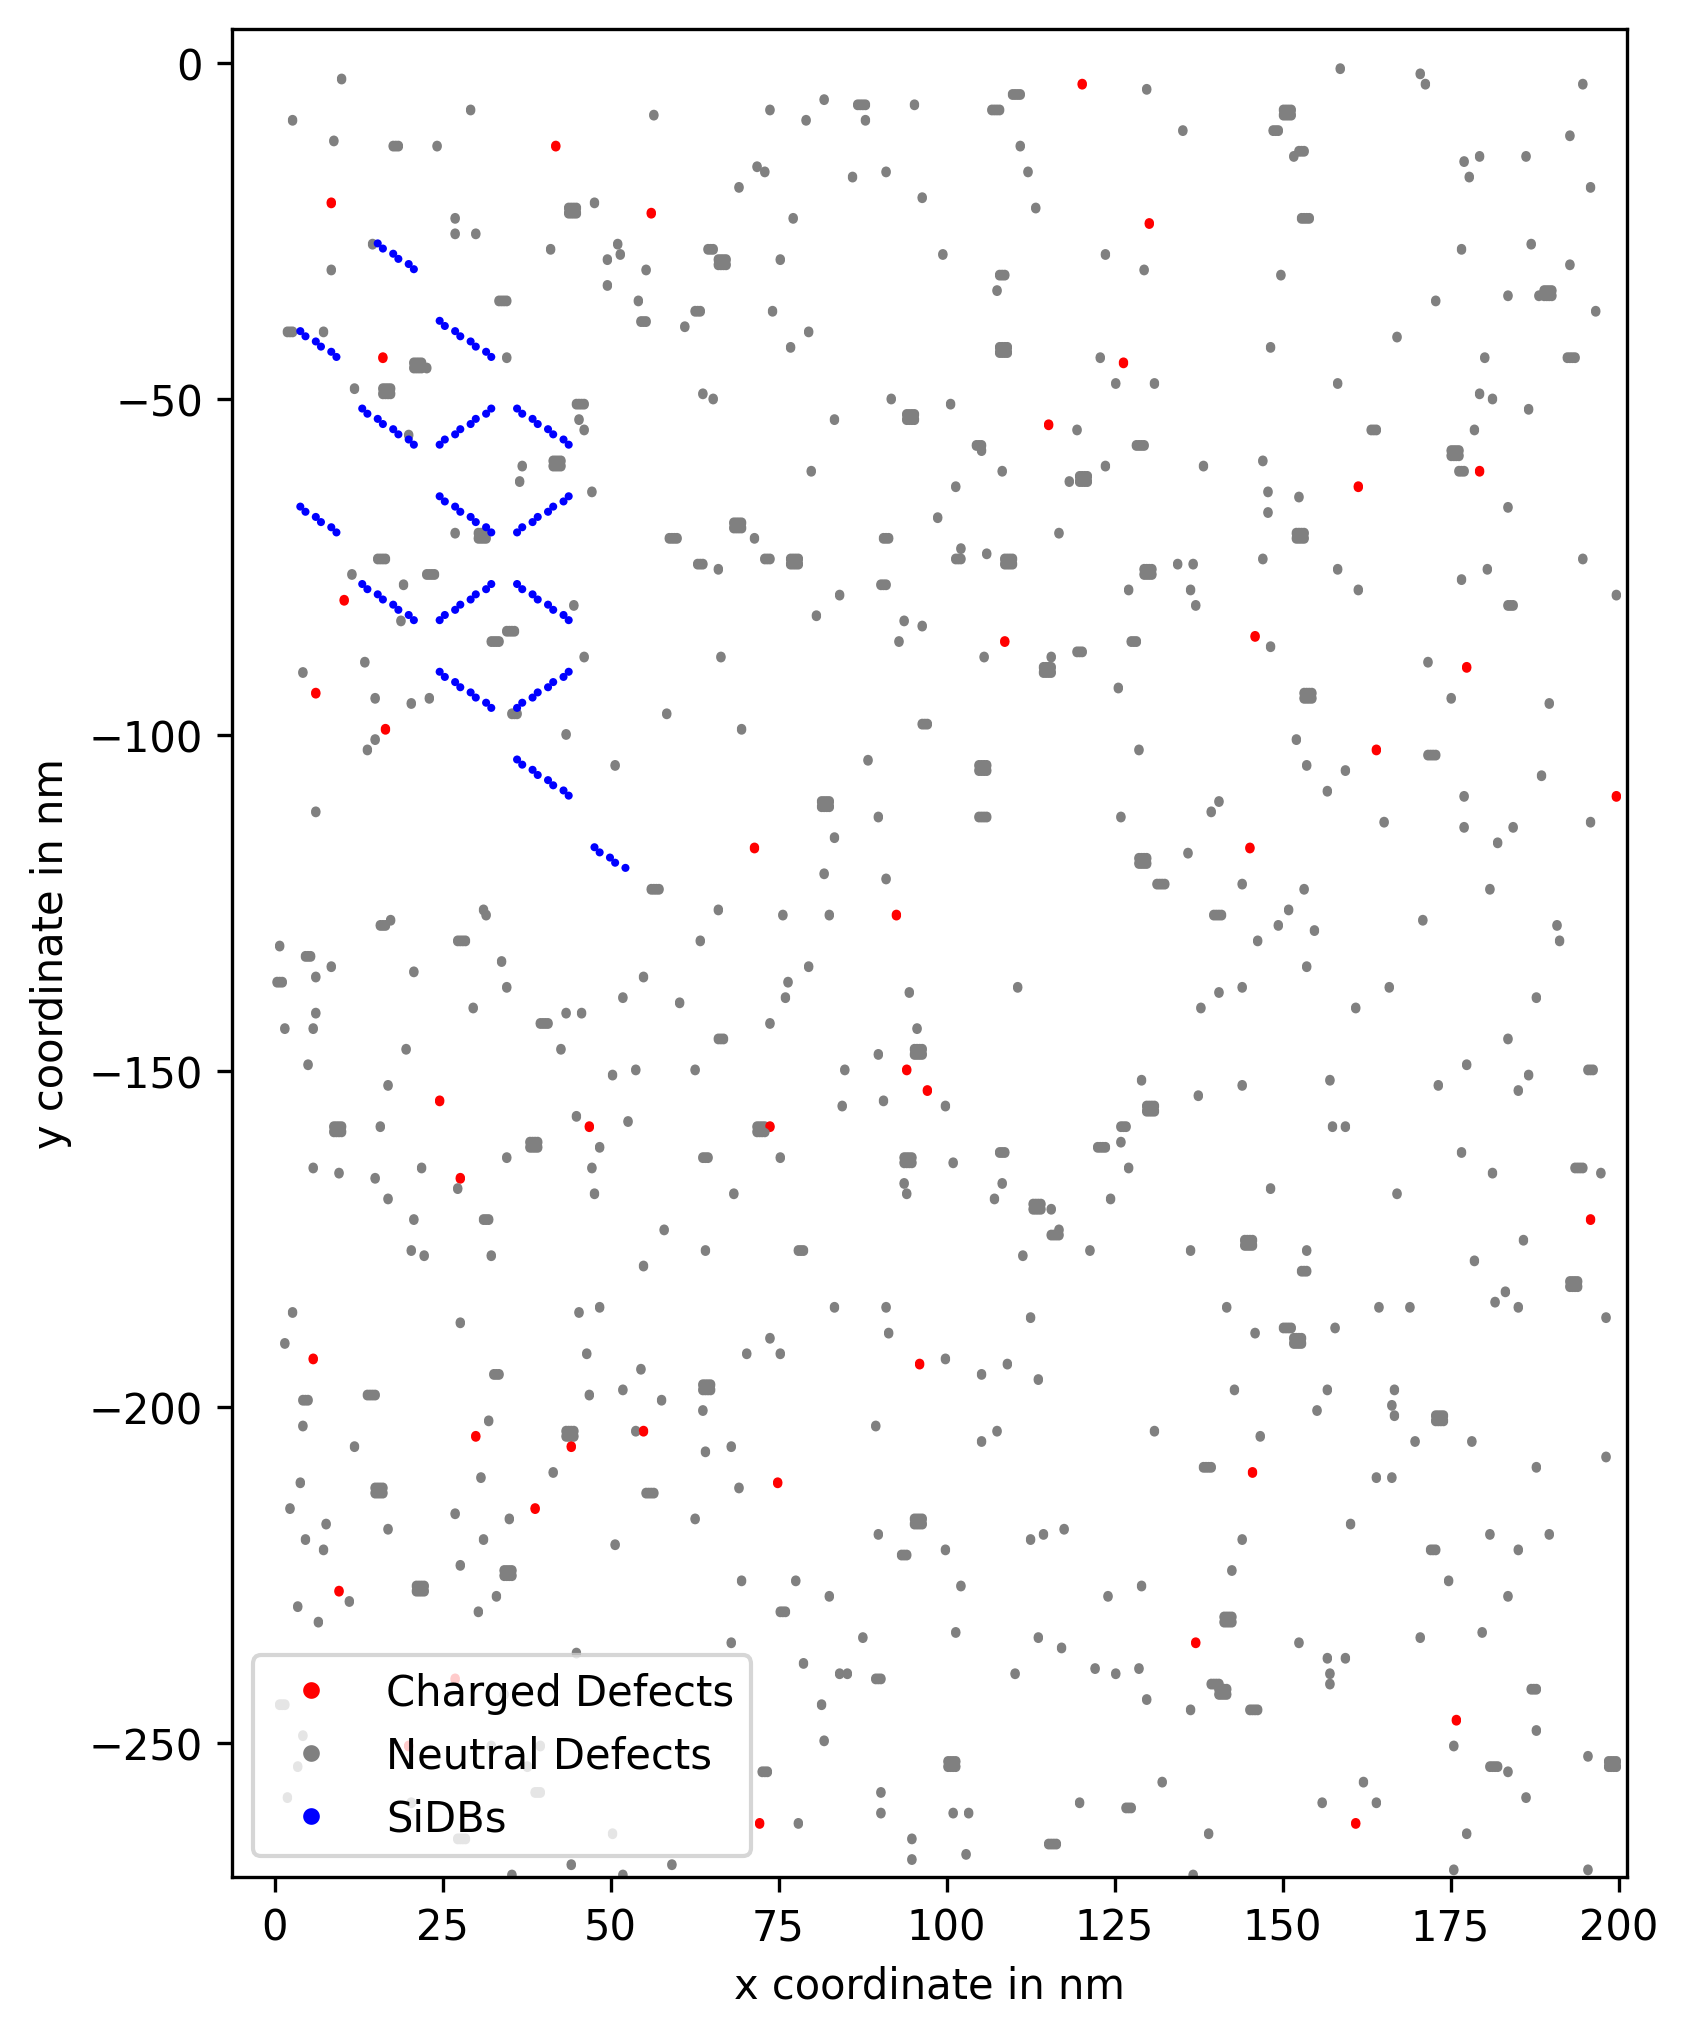 0
−50
−100
−150
−200
−250
y coordinate in nm
Charged Defects
Neutral Defects
SiDBs
0 25 50 75 100 125 150 175 200
x coordinate in nm